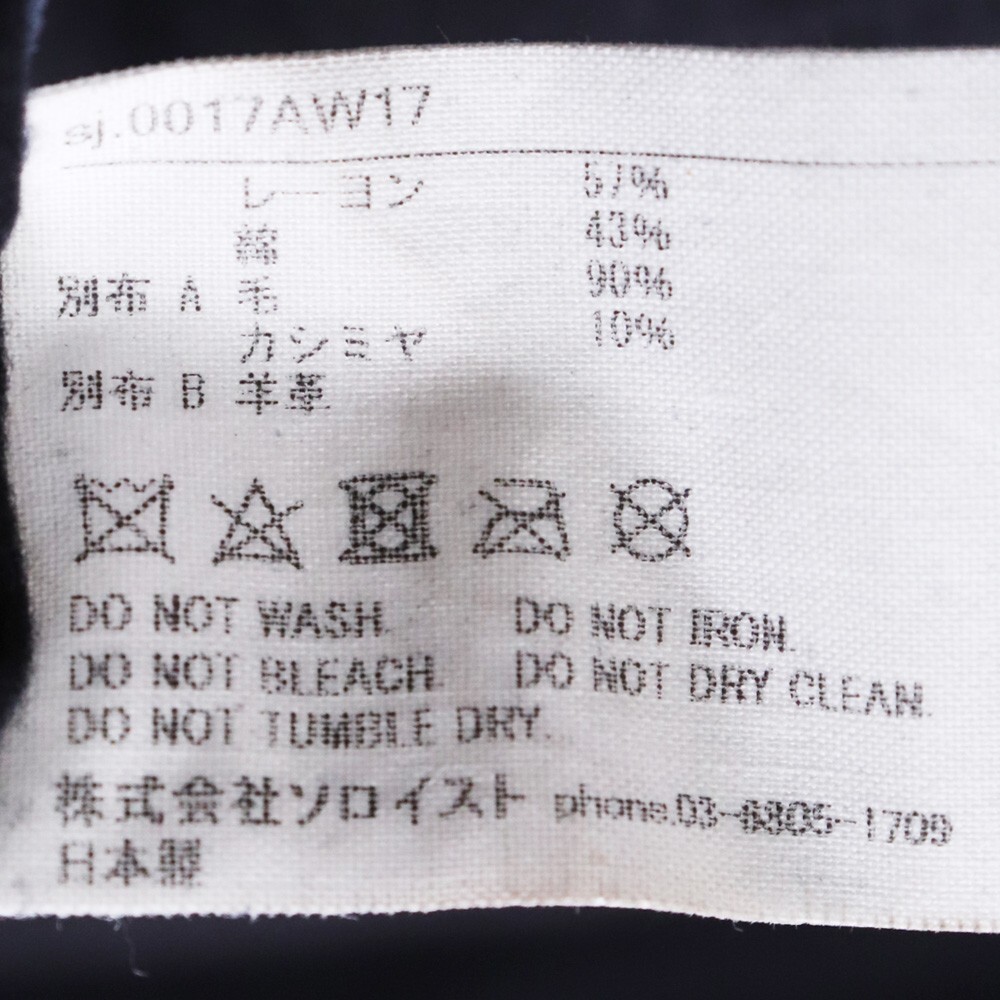 sj.0017AW17
レーヨン 57%
綿 43%
別布 A 毛 90%
カシミヤ 10%
別布 B 羊革
DO NOT WASH. DO NOT IRON.
DO NOT BLEACH. DO NOT DRY CLEAN.
DO NOT TUMBLE DRY.
株式会社ソロイスト phone.03-6805-1709
日本製